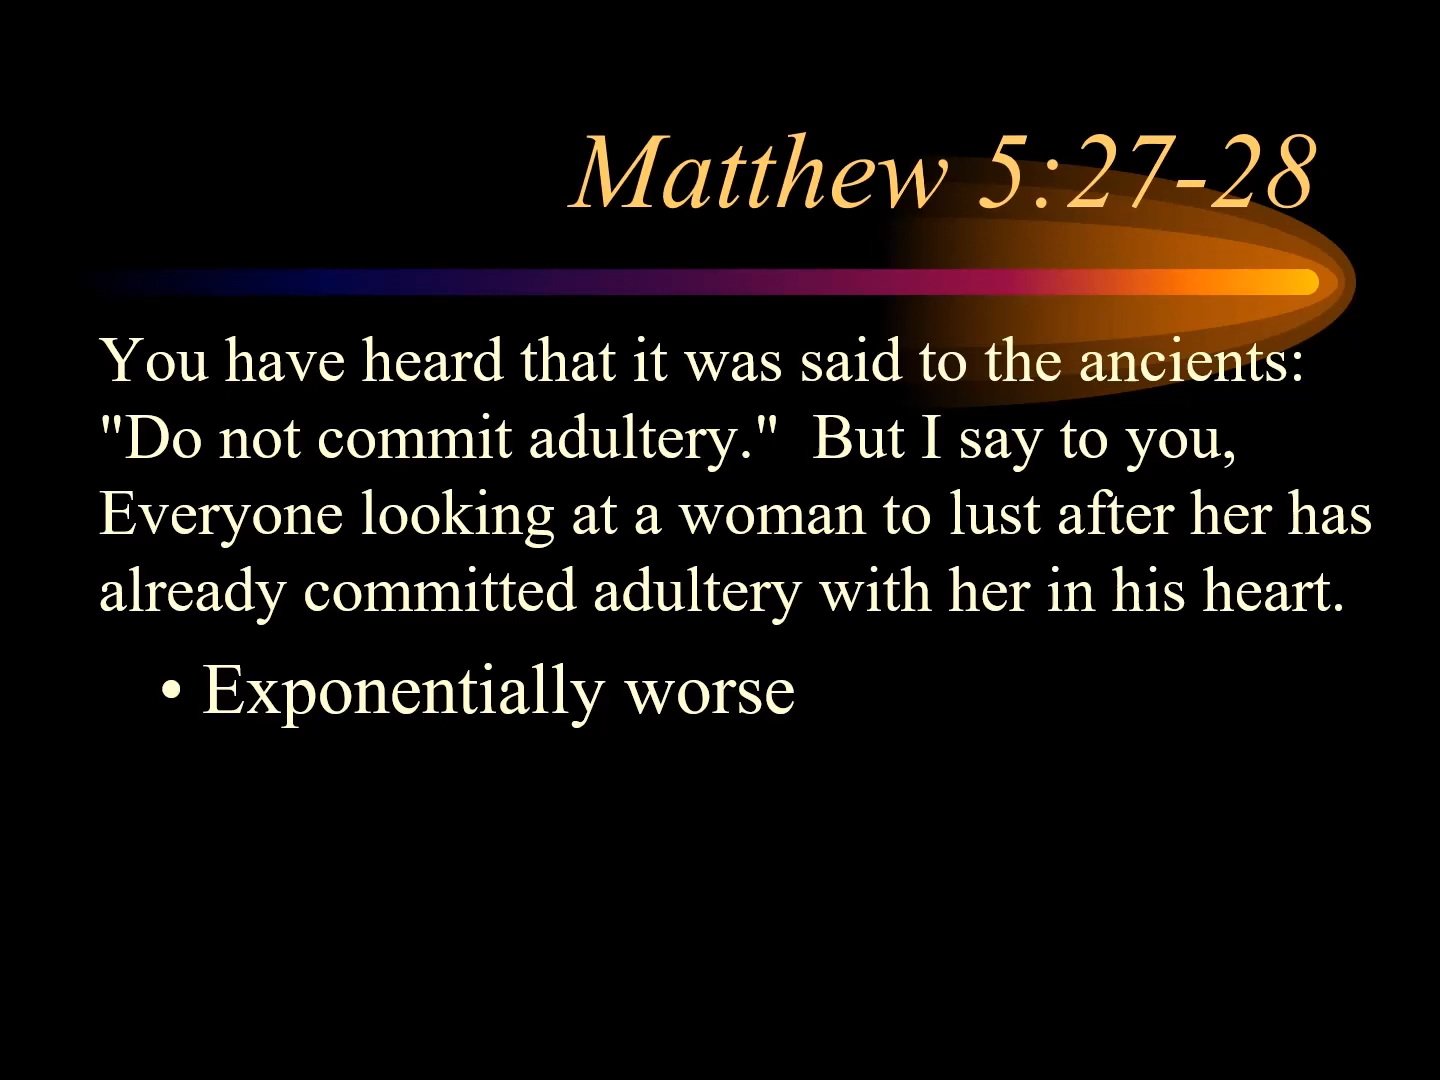 Matthew 5:27-28
You have heard that it was said to the ancients:
"Do not commit adultery."  But I say to you,
Everyone looking at a woman to lust after her has
already committed adultery with her in his heart.
• Exponentially worse